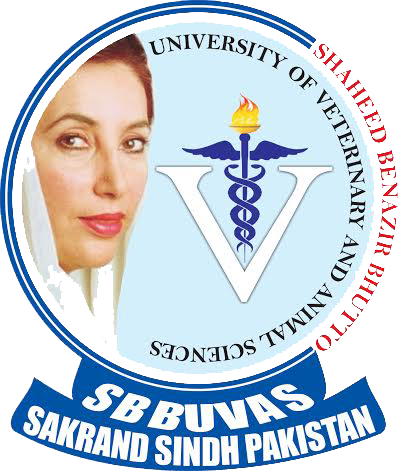 SHAHEED BENAZIR BHUTTO
UNIVERSITY OF VETERINARY AND ANIMAL SCIENCES
V
SBBUVAS
SAKRAND SINDH PAKISTAN